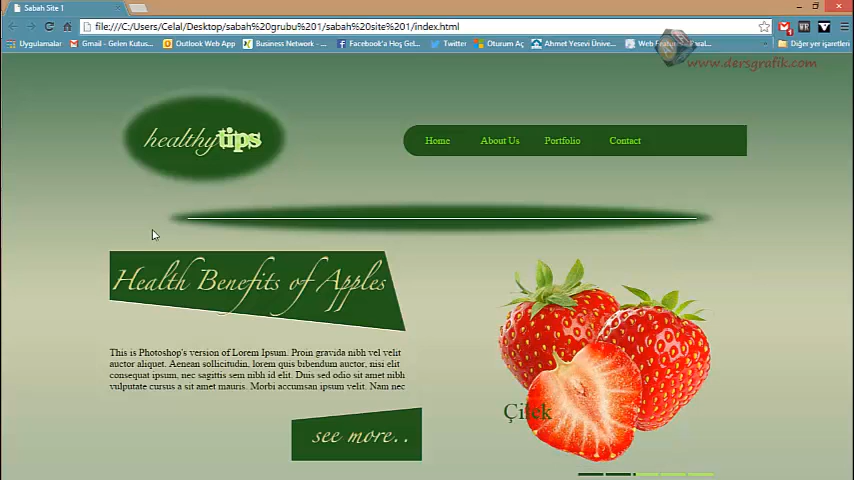 Sabah Site 1
file:///C:/Users/Celal/Desktop/sabah%20grubu%201/sabah%20site%201/index.html
Uygulamalar Gmail - Gelen Kutus... Outlook Web App Business Network -... Facebook'a Hoş Gel... Twitter Oturum Aç Ahmet Yesevi Ünive... Diğer yer işaretleri
www.dersgrafik.com
healthytips
Home About Us Portfolio Contact
Health Benefits of Apples
This is Photoshop's version of Lorem Ipsum. Proin gravida nibh vel velit
auctor aliquet. Aenean sollicitudin, lorem quis bibendum auctor, nisi elit
consequat ipsum, nec sagittis sem nibh id elit. Duis sed odio sit amet nibh
vulputate cursus a sit amet mauris. Morbi accumsan ipsum velit. Nam nec
Çilek
see more..